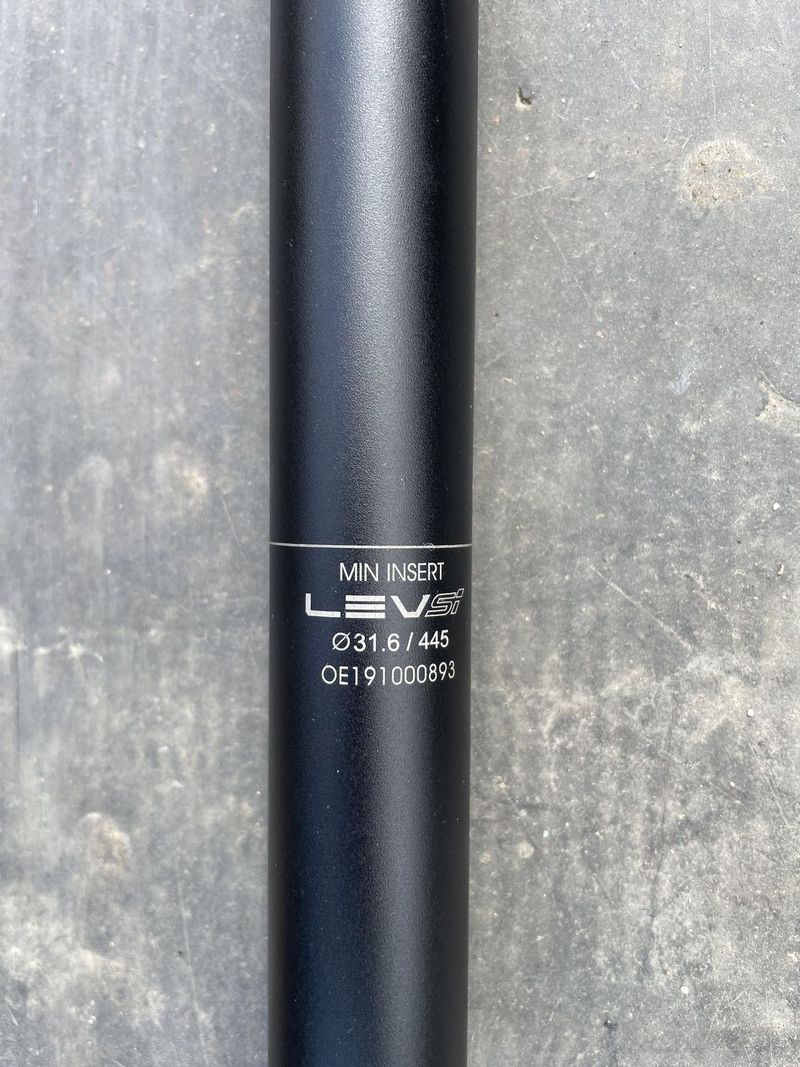 MIN INSERT
LEVSi
Ø31.6 / 445
OE191000893